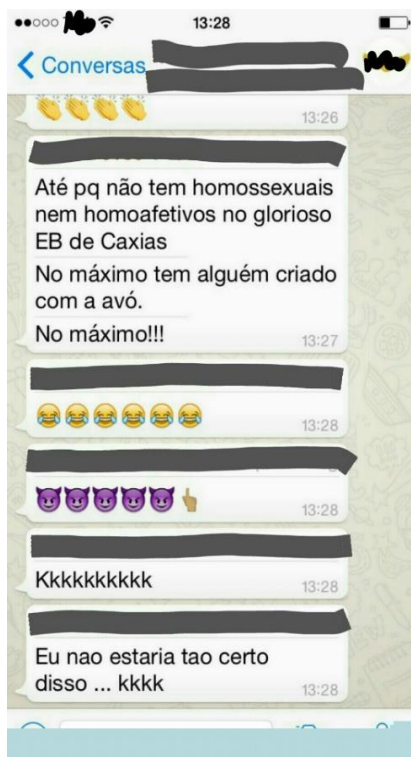 13:28
Conversas
👏👏👏👏
13:26
Até pq não tem homossexuais
nem homoafetivos no glorioso
EB de Caxias
No máximo tem alguém criado
com a avó.
No máximo!!!
13:27
😂😂😂😂😂😂
13:28
😈😈😈😈😈👆🏽
13:28
Kkkkkkkkkk
13:28
Eu nao estaria tao certo
disso ... kkkk
13:28